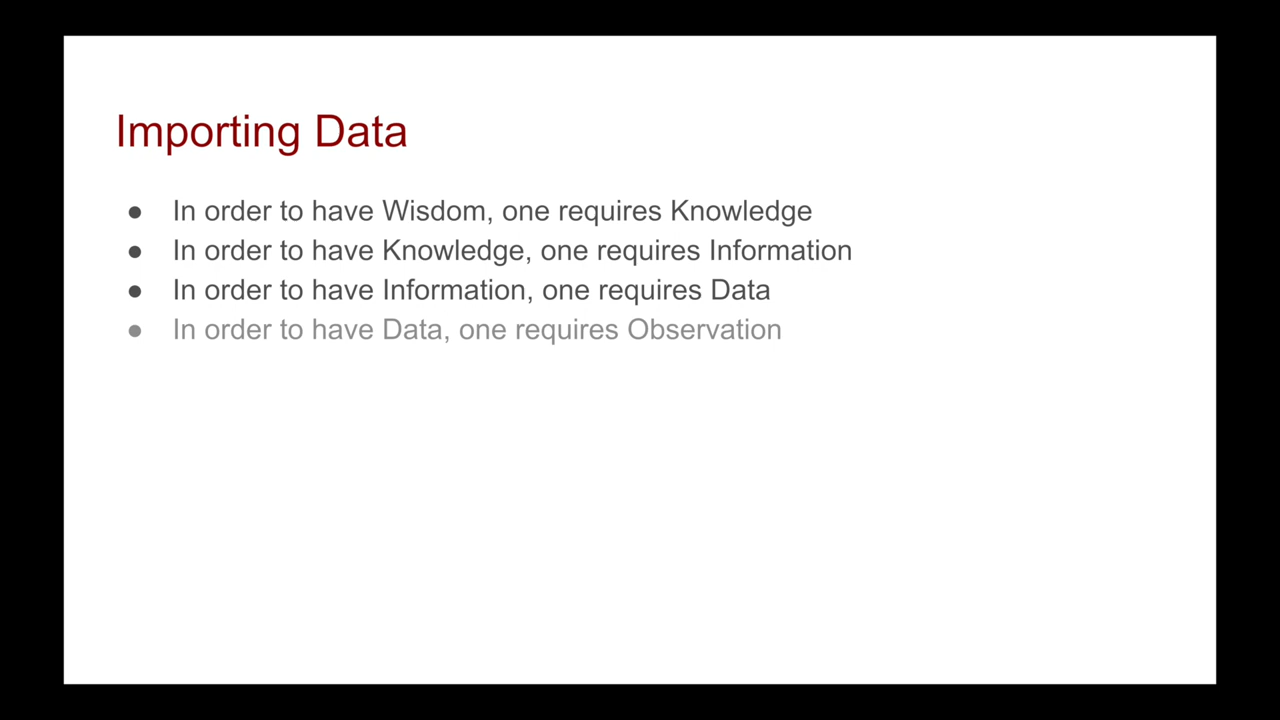 Importing Data
● In order to have Wisdom, one requires Knowledge
● In order to have Knowledge, one requires Information
● In order to have Information, one requires Data
● In order to have Data, one requires Observation